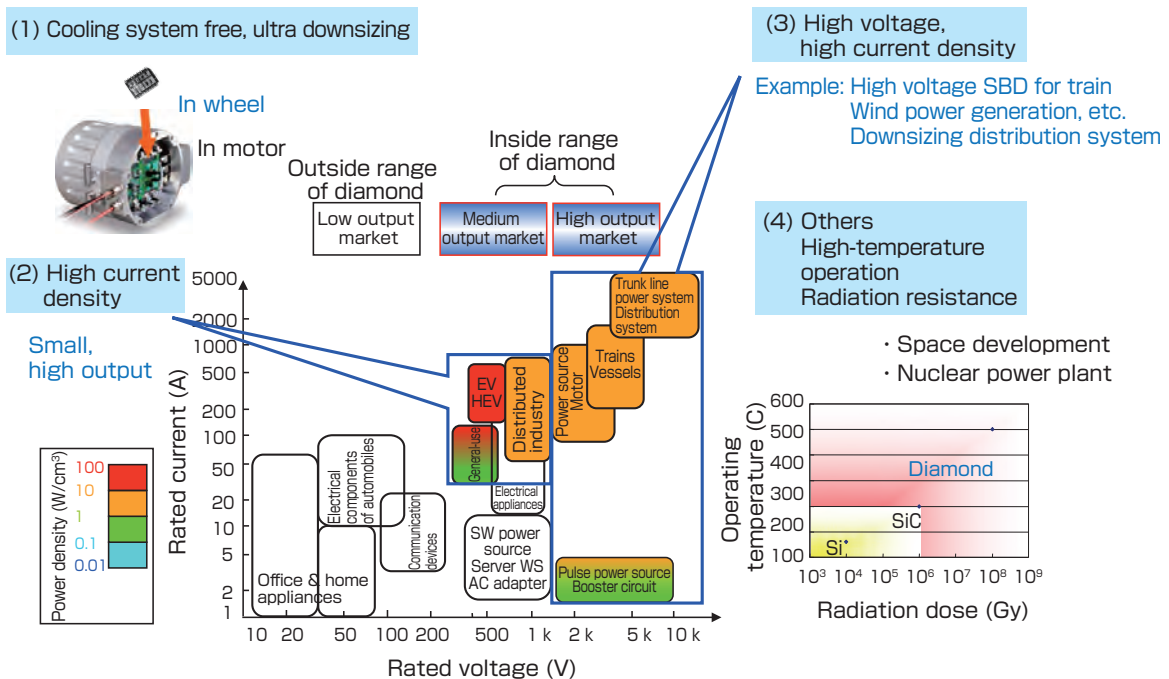 (1) Cooling system free, ultra downsizing
In wheel
In motor
(2) High current
density
Small,
high output
(3) High voltage,
high current density
Example: High voltage SBD for train
Wind power generation, etc.
Downsizing distribution system
(4) Others
High-temperature
operation
Radiation resistance
・Space development
・Nuclear power plant
Outside range
of diamond
Inside range
of diamond
Low output
market
Medium
output market
High output
market
Rated current (A)
5000
2000
1000
500
200
100
50
20
10
5
2
1
10
20
50
100
200
500
1 k
2 k
5 k
10 k
Rated voltage (V)
Trunk line
power system
Distribution
system
Trains
Vessels
Power source
Motor
Distributed
industry
EV
HEV
General-use
Electrical
appliances
Electrical
components
of automobiles
Communication
devices
SW power
source
Server WS
AC adapter
Office & home
appliances
Pulse power source
Booster circuit
Power density (W/cm³)
100
10
1
0.1
0.01
Operating
temperature (C)
600
500
400
300
200
100
Diamond
SiC
Si
10³
10⁴
10⁵
10⁶
10⁷
10⁸
10⁹
Radiation dose (Gy)